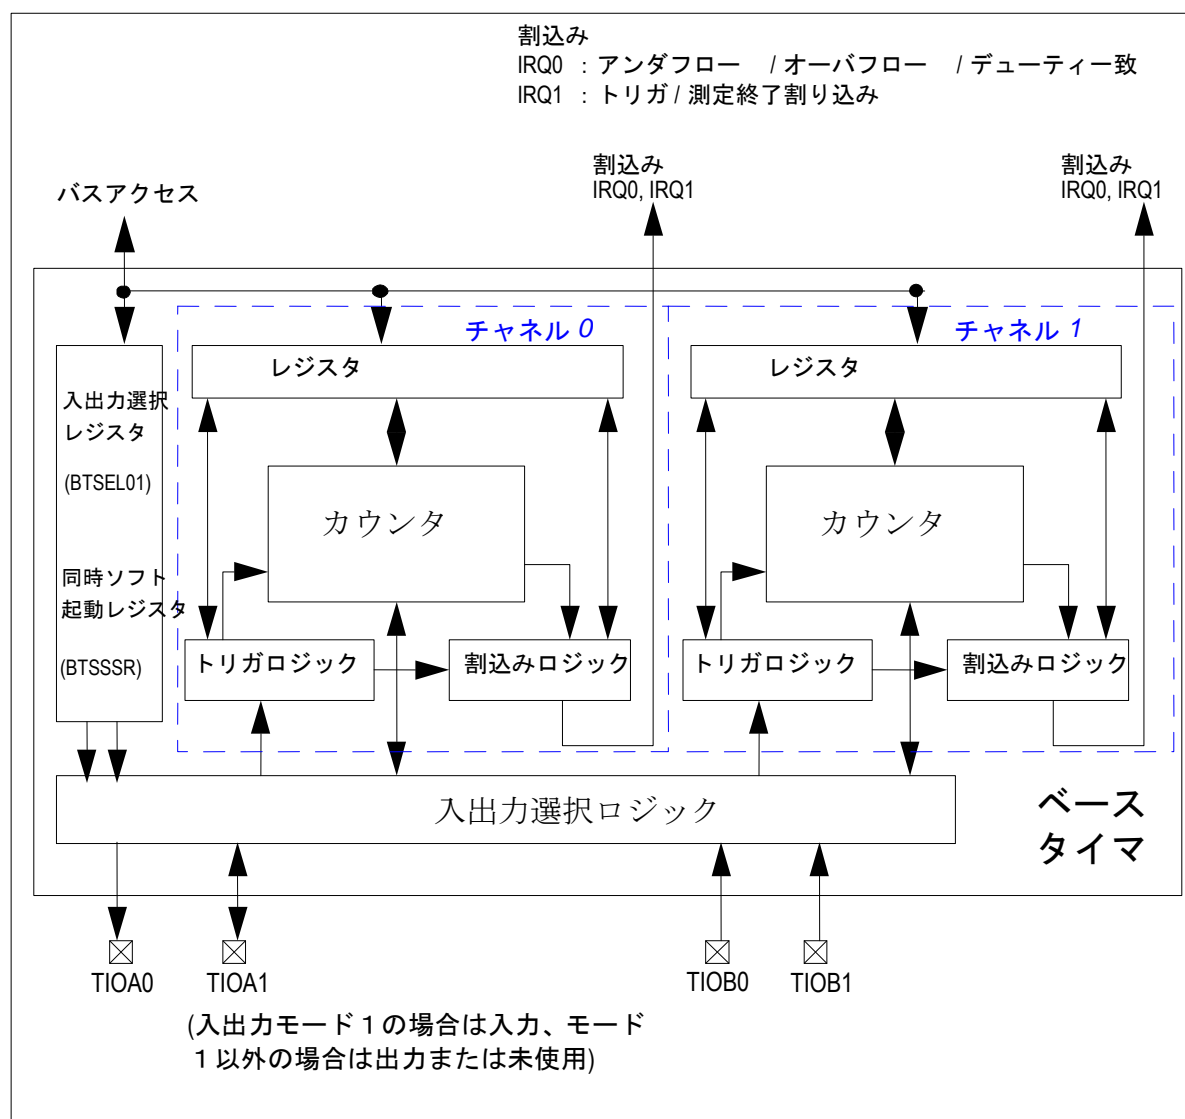 割込み
IRQ0 : アンダフロー / オーバフロー / デューティ一致
IRQ1 : トリガ / 測定終了割り込み
割込み
IRQ0, IRQ1
割込み
IRQ0, IRQ1
バスアクセス
チャネル 0
チャネル 1
レジスタ
レジスタ
入出力選択
レジスタ
(BTSEL01)
カウンタ
カウンタ
同時ソフト
起動レジスタ
(BTSSSR)
トリガロジック
割込みロジック
トリガロジック
割込みロジック
入出力選択ロジック
ベース
タイマ
TIOA0
TIOA1
TIOB0
TIOB1
(入出力モード 1 の場合は入力、モード
1 以外の場合は出力または未使用)